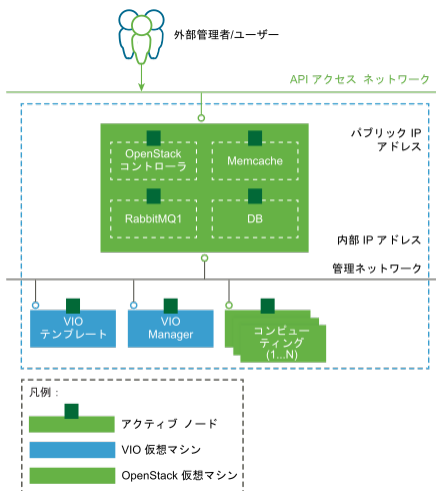 外部管理者/ユーザー
API アクセス ネットワーク
パブリック IP
アドレス
OpenStack
コントローラ
Memcache
RabbitMQ1
DB
内部 IP アドレス
管理ネットワーク
VIO
テンプレート
VIO
Manager
コンピュー
ティング
(1...N)
凡例：
アクティブ ノード
VIO 仮想マシン
OpenStack 仮想マシン